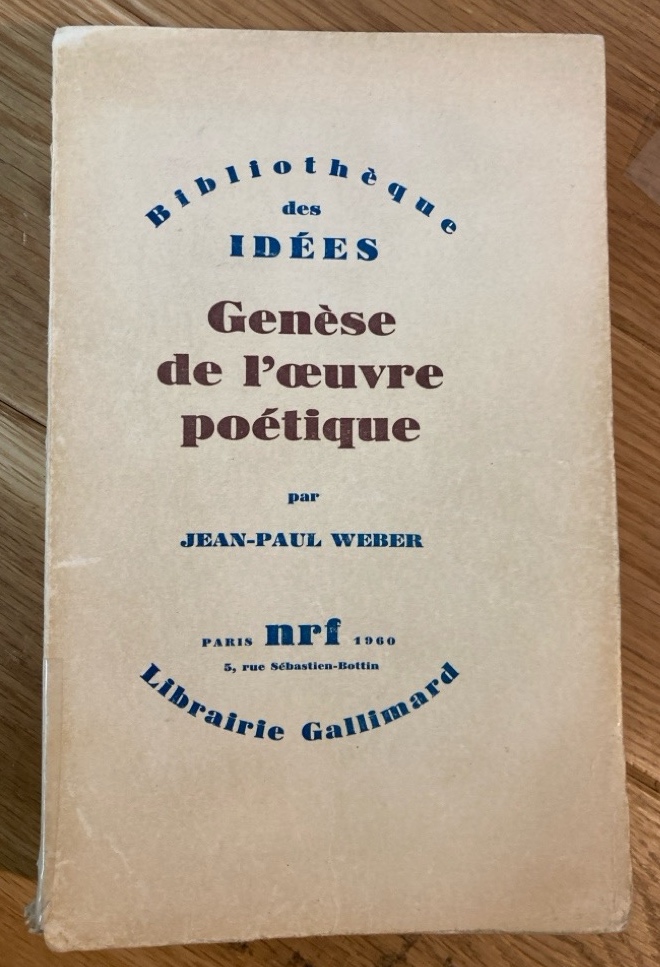 Bibliothèque
des
IDÉES
Genèse
de l'œuvre
poétique
par
JEAN-PAUL WEBER
PARIS nrf 1960
5, rue Sébastien-Bottin
Librairie Gallimard